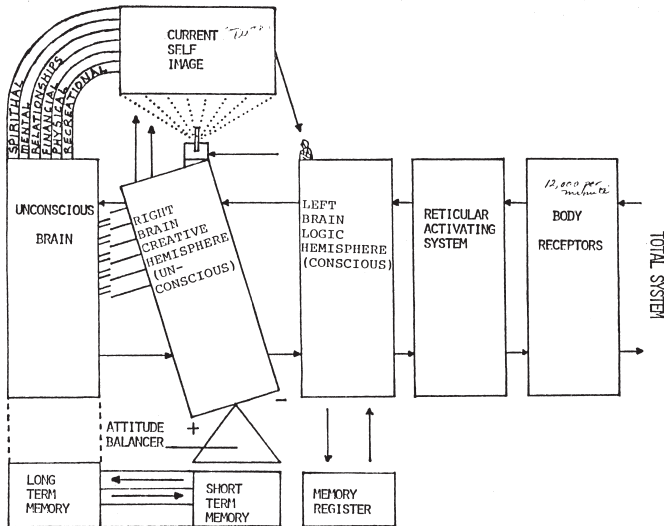 CURRENT
SELF
IMAGE
SPIRITUAL
MENTAL
RELATIONSHIPS
FINANCIAL
PHYSICAL
RECREATIONAL
UNCONSCIOUS
BRAIN
RIGHT
BRAIN
CREATIVE
HEMISPHERE
(UN-
CONSCIOUS)
LEFT
BRAIN
LOGIC
HEMISPHERE
(CONSCIOUS)
RETICULAR
ACTIVATING
SYSTEM
12,000 per
minute
BODY
RECEPTORS
TOTAL SYSTEM
+
-
ATTITUDE
BALANCER
LONG
TERM
MEMORY
SHORT
TERM
MEMORY
MEMORY
REGISTER